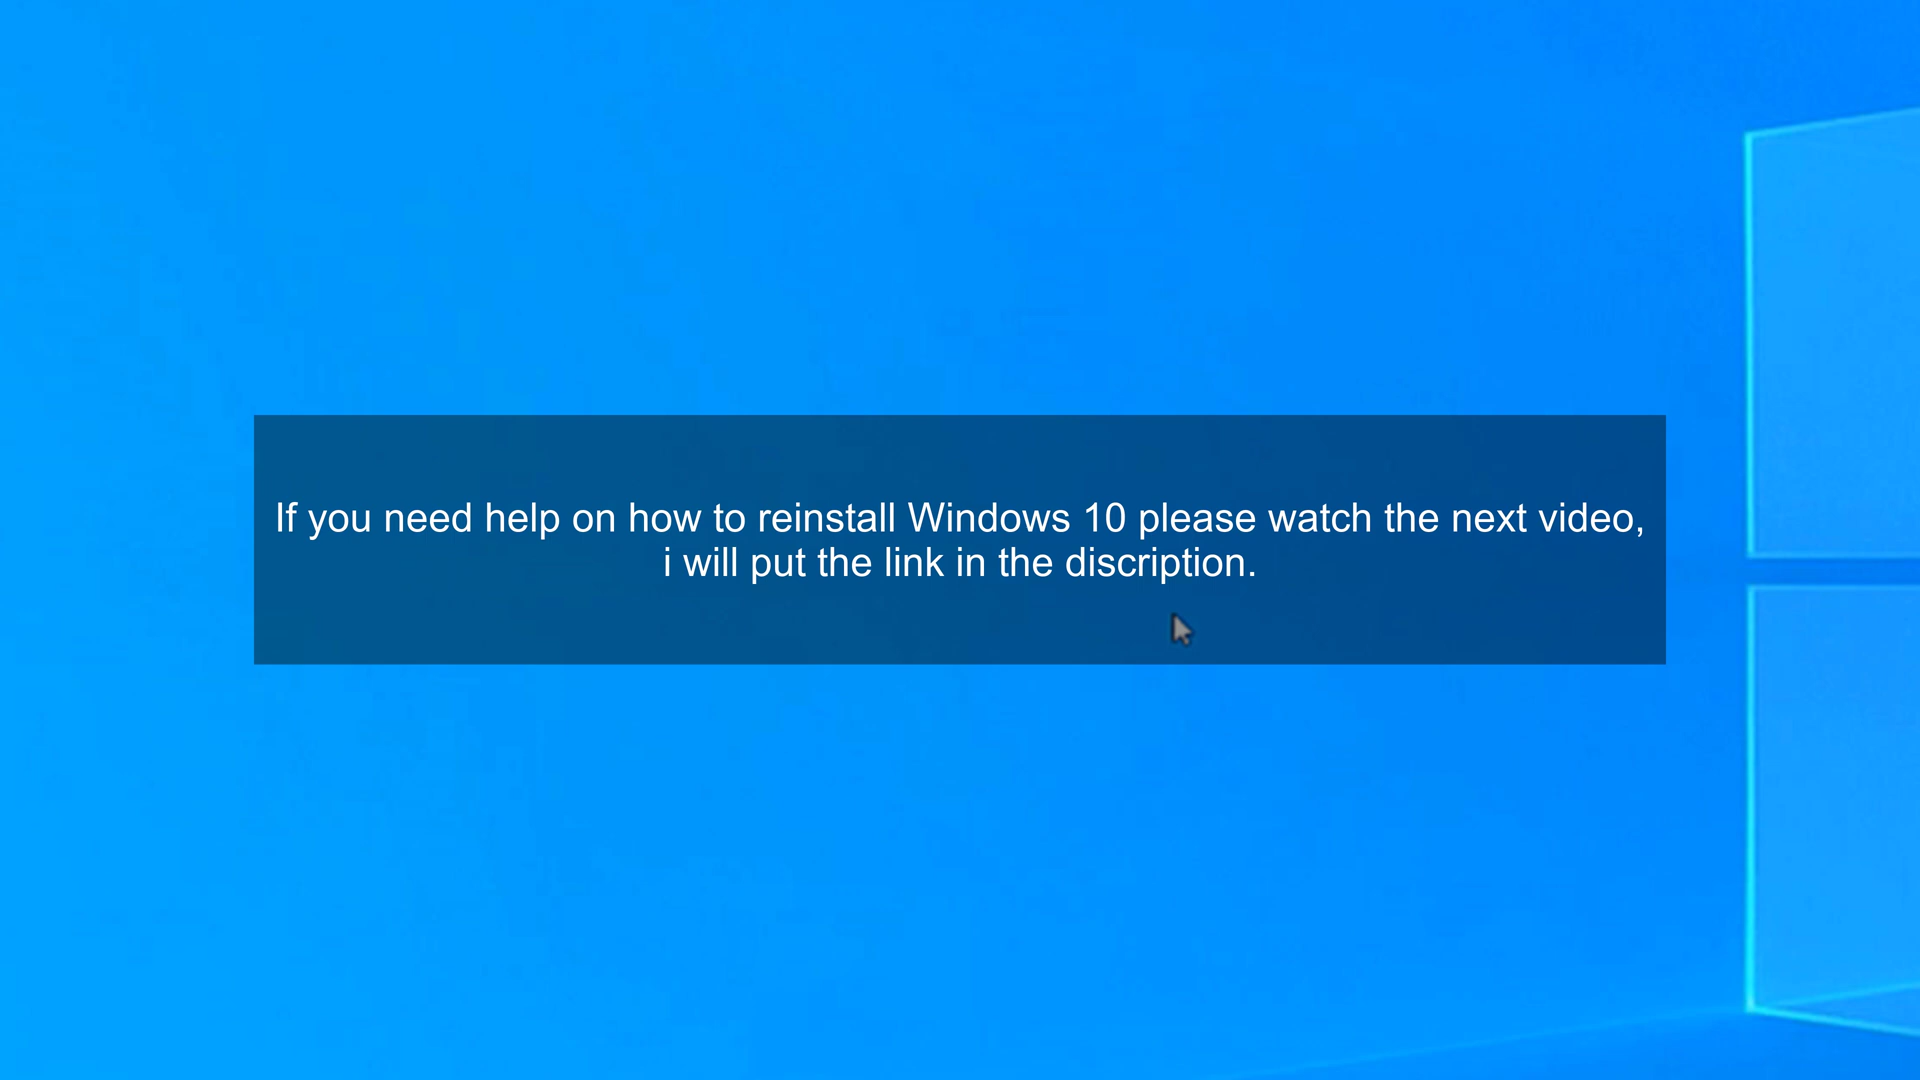 If you need help on how to reinstall Windows 10 please watch the next video,
i will put the link in the discription.